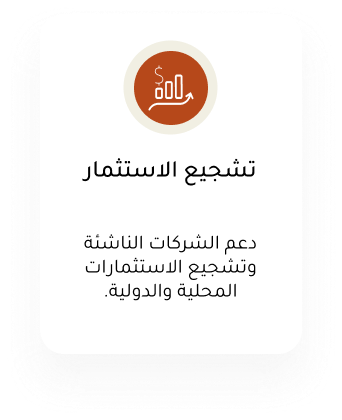 $
تشجيع الاستثمار
دعم الشركات الناشئة
وتشجيع الاستثمارات
المحلية والدولية.